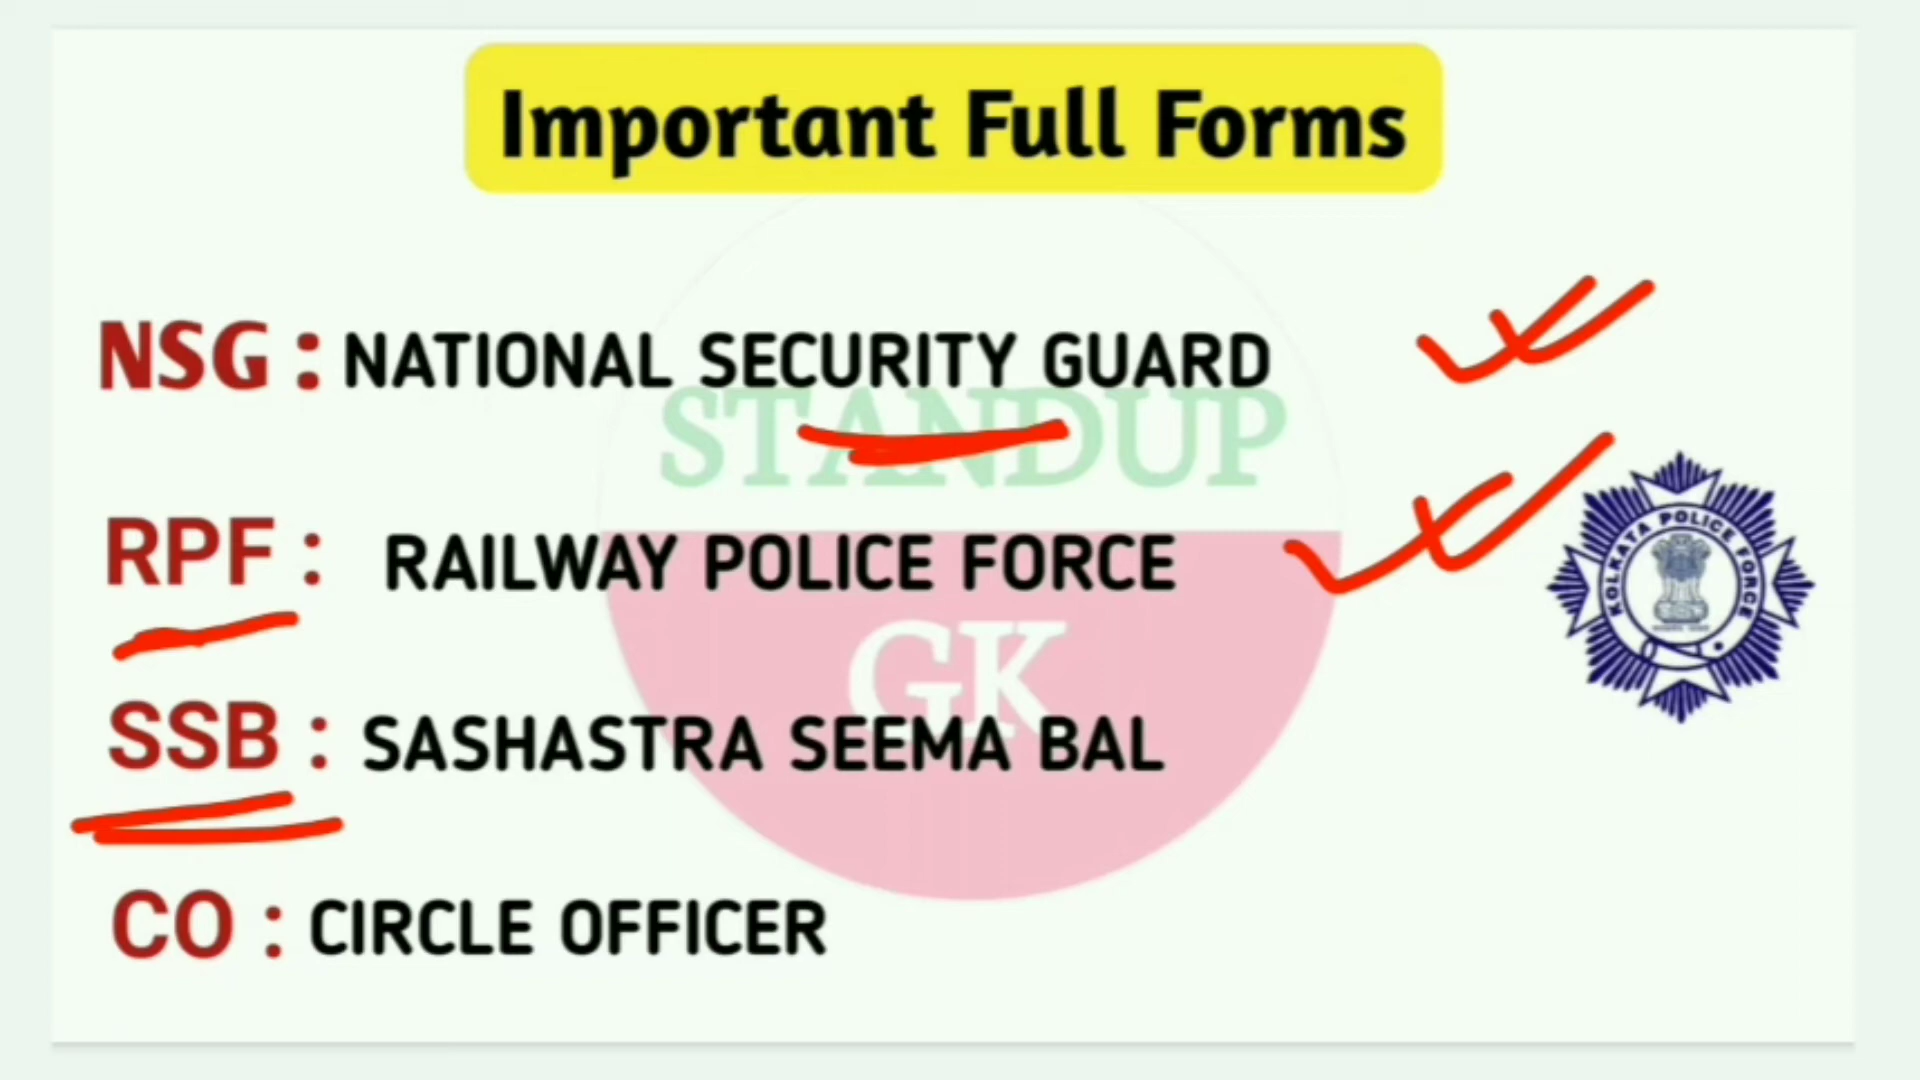 Important Full Forms
NSG : NATIONAL SECURITY GUARD
STANDUP
RPF : RAILWAY POLICE FORCE
KOLKATA POLICE FORCE
GK
SSB : SASHASTRA SEEMA BAL
CO : CIRCLE OFFICER